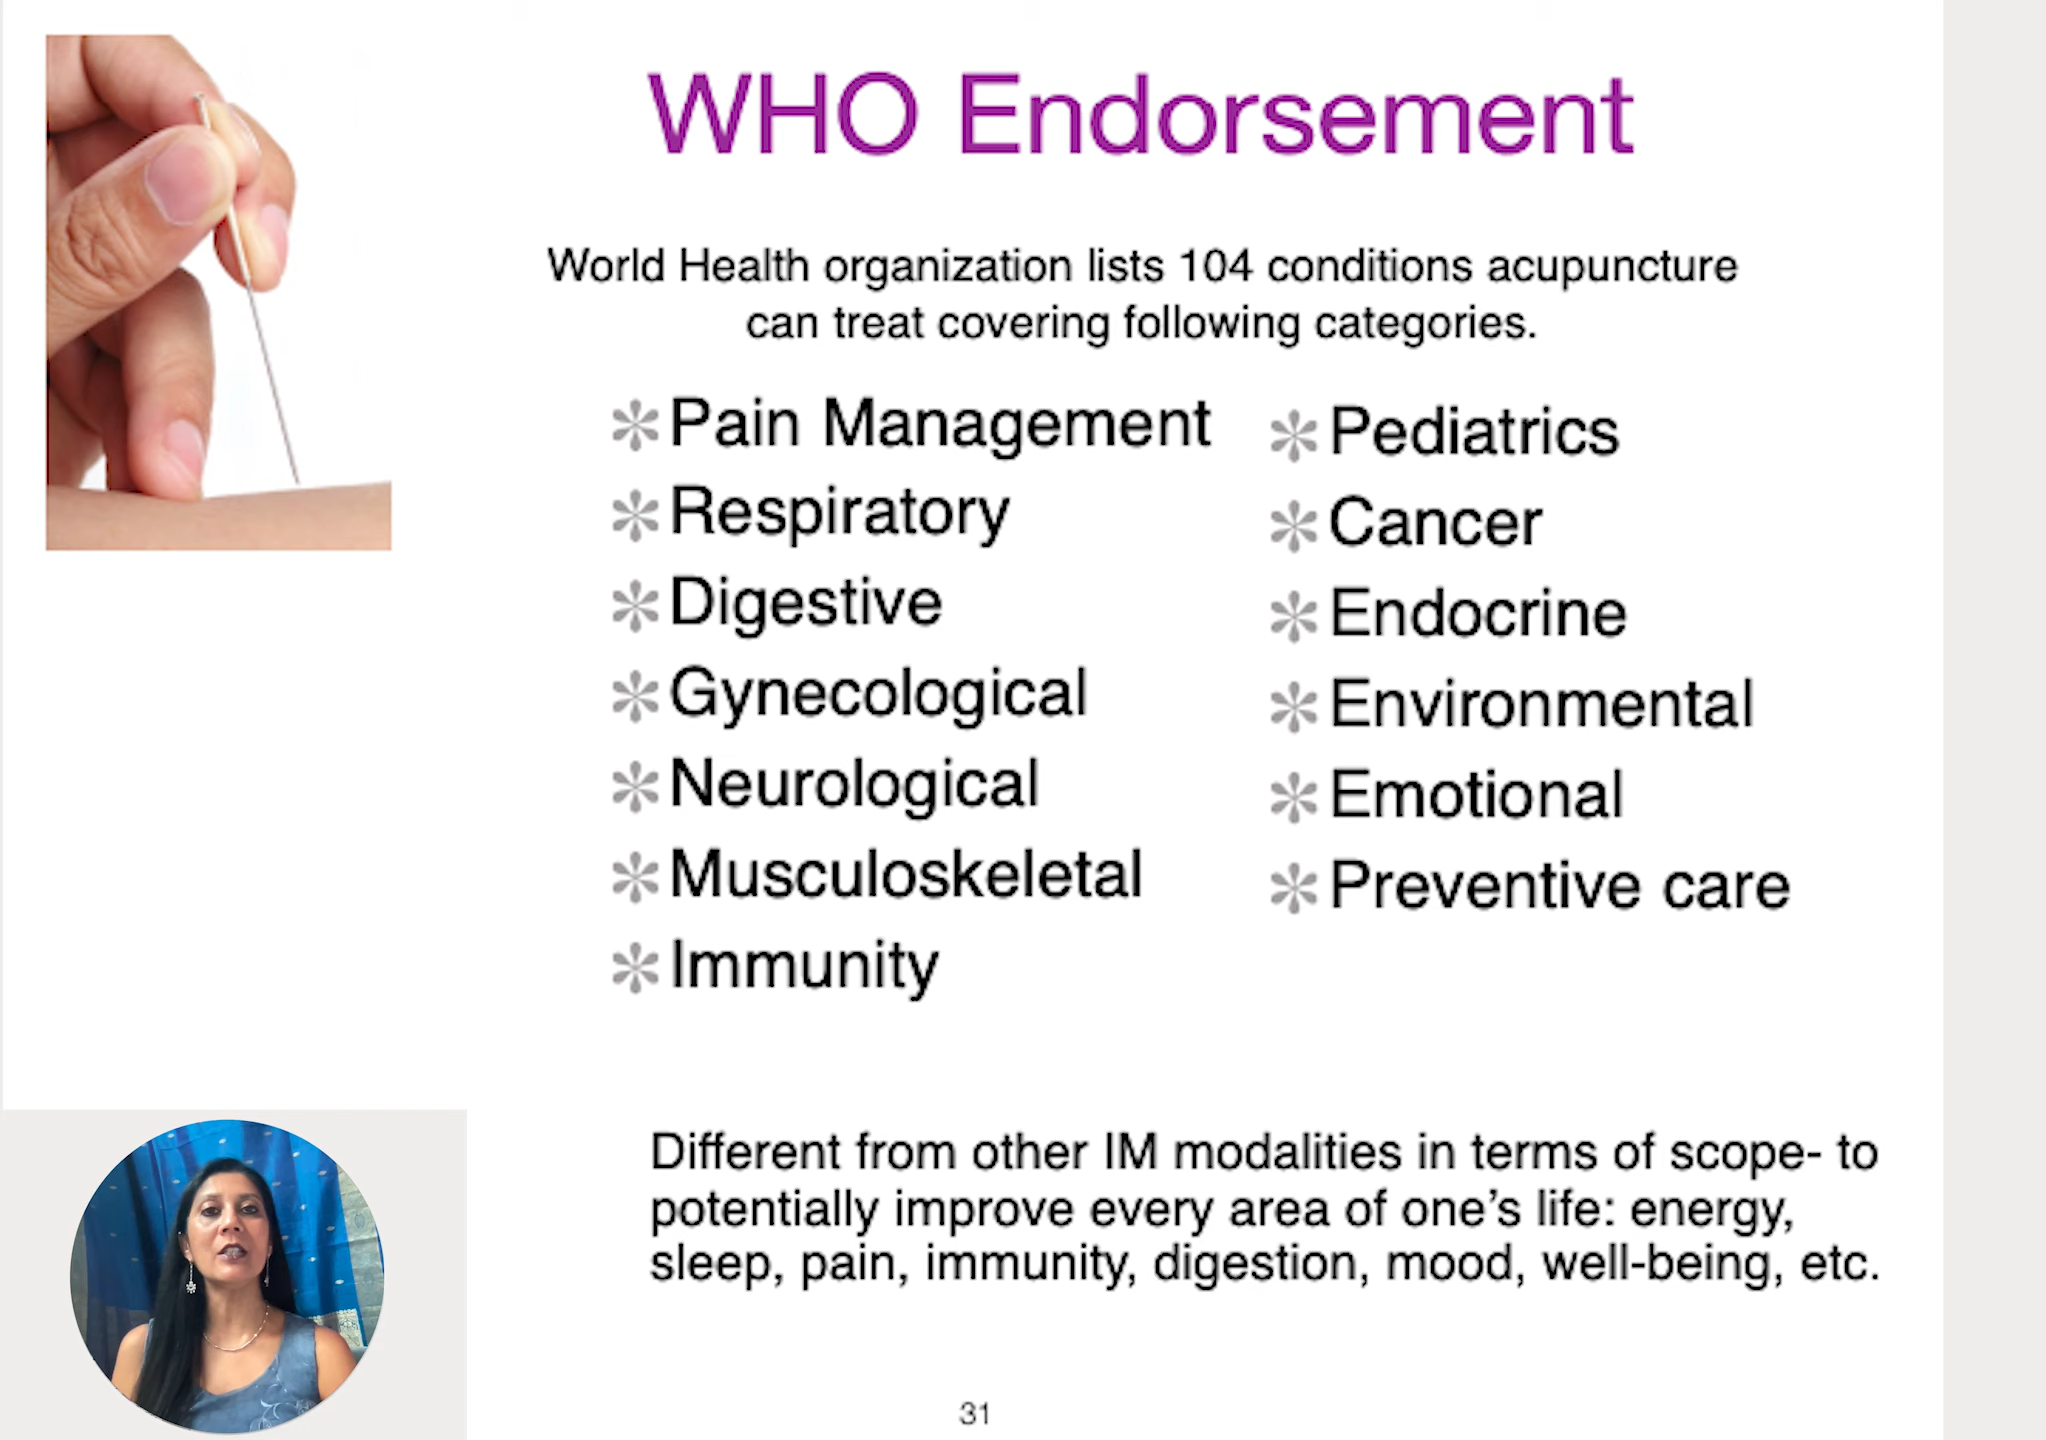 WHO Endorsement
World Health organization lists 104 conditions acupuncture
can treat covering following categories.
Pain Management
Respiratory
Digestive
Gynecological
Neurological
Musculoskeletal
Immunity
Pediatrics
Cancer
Endocrine
Environmental
Emotional
Preventive care
Different from other IM modalities in terms of scope- to
potentially improve every area of one’s life: energy,
sleep, pain, immunity, digestion, mood, well-being, etc.
31